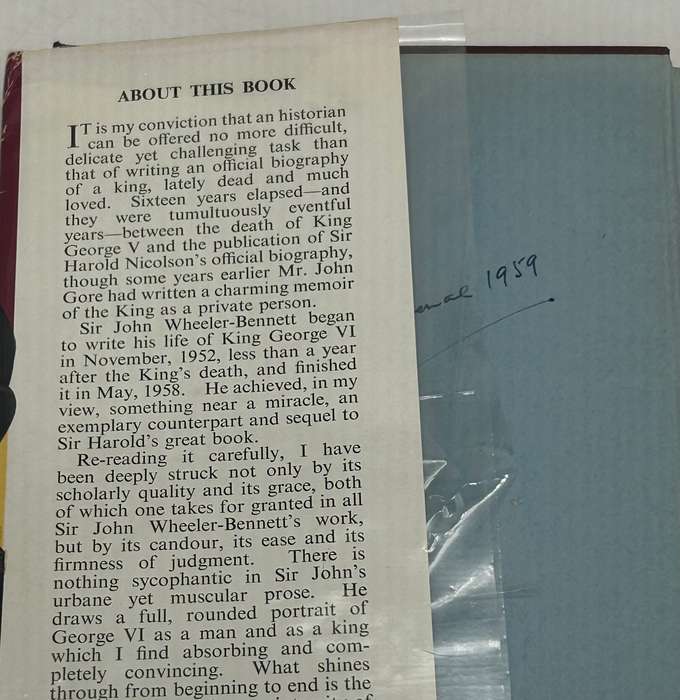 ABOUT THIS BOOK
IT is my conviction that an historian
can be offered no more difficult,
delicate yet challenging task than
that of writing an official biography
of a king, lately dead and much
loved. Sixteen years elapsed—and
they were tumultuously eventful
years—between the death of King
George V and the publication of Sir
Harold Nicolson's official biography,
though some years earlier Mr. John
Gore had written a charming memoir
of the King as a private person.
Sir John Wheeler-Bennett began
to write his life of King George VI
in November, 1952, less than a year
after the King's death, and finished
it in May, 1958. He achieved, in my
view, something near a miracle, an
exemplary counterpart and sequel to
Sir Harold's great book.
Re-reading it carefully, I have
been deeply struck not only by its
scholarly quality and its grace, both
of which one takes for granted in all
Sir John Wheeler-Bennett's work,
but by its candour, its ease and its
firmness of judgment. There is
nothing sycophantic in Sir John's
urbane yet muscular prose. He
draws a full, rounded portrait of
George VI as a man and as a king
which I find absorbing and com-
pletely convincing. What shines
through from beginning to end is the
1959